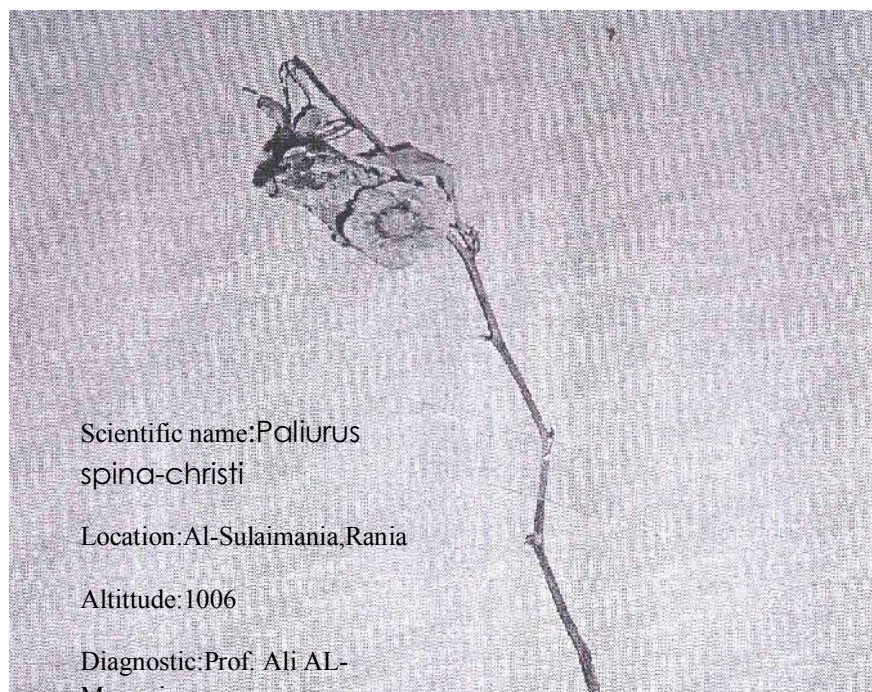 Scientific name:Paliurus
spina-christi
Location:Al-Sulaimania,Rania
Altittude:1006
Diagnostic:Prof. Ali AL-